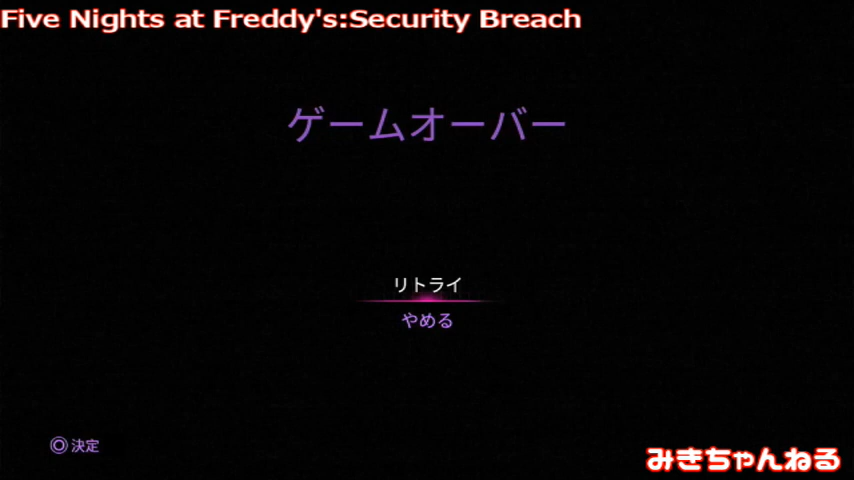 Five Nights at Freddy's:Security Breach
ゲームオーバー
リトライ
やめる
◎ 決定
みきちゃんねる